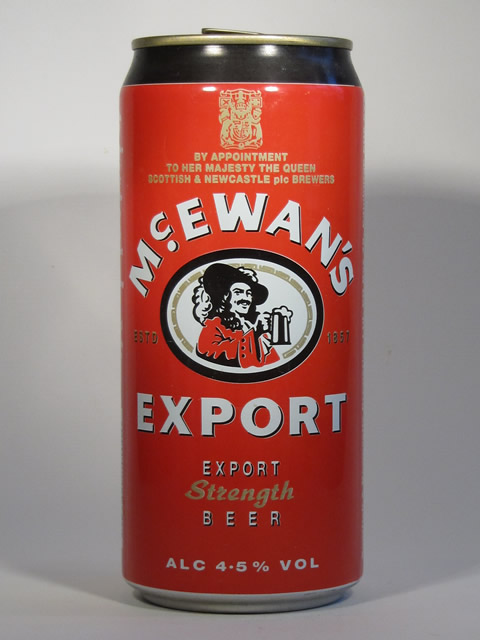 BY APPOINTMENT
TO HER MAJESTY THE QUEEN
SCOTTISH & NEWCASTLE plc BREWERS
McEWAN'S
ESTD
EXPORT
EXPORT
Strength
BEER
ALC 4·5% VOL